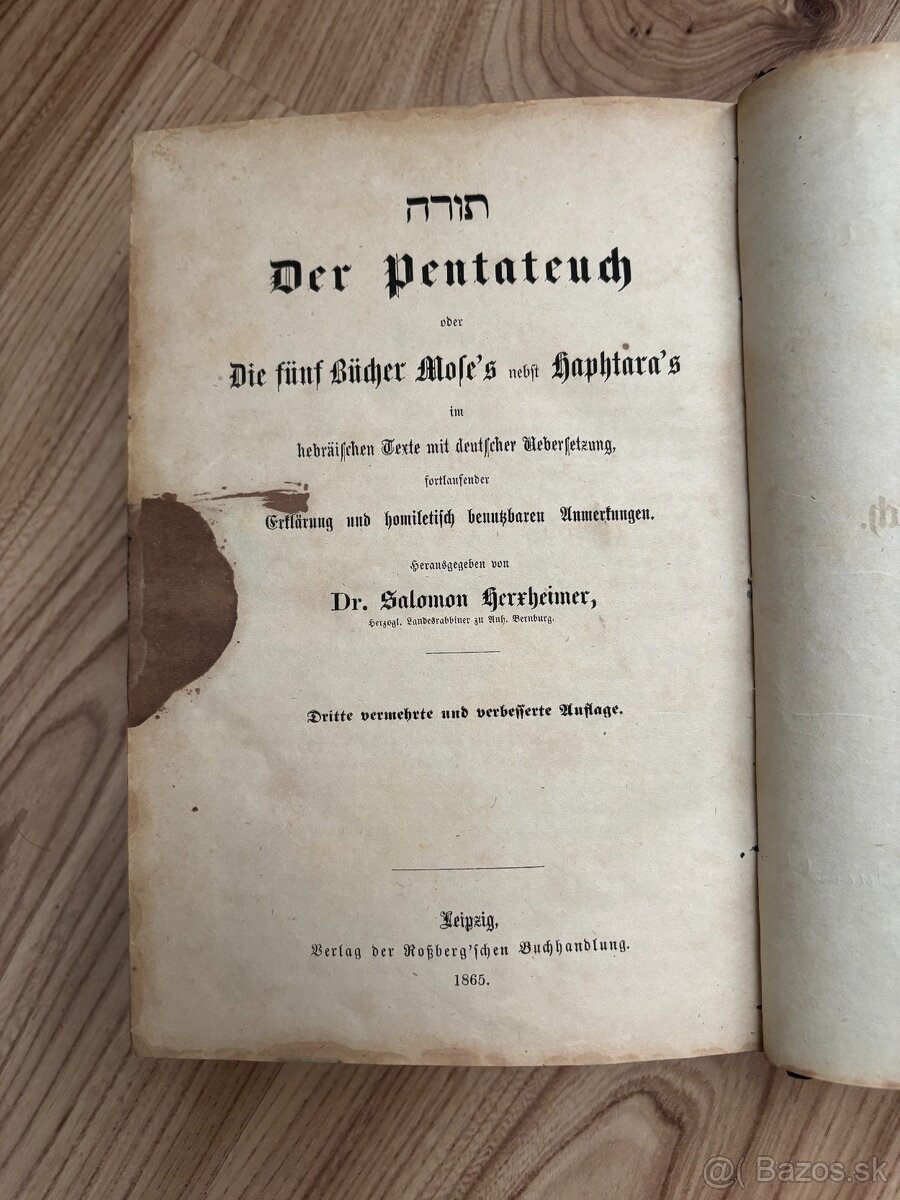 תורה
Der Pentateuch
oder
Die fünf Bücher Mose's nebst Haphtara's
im
hebräischen Texte mit deutscher Uebersetzung,
fortlaufender
Erklärung und homiletisch benutzbaren Anmerkungen.
Herausgegeben von
Dr. Salomon Herxheimer,
Herzogl. Landesrabbiner zu Anh. Bernburg.
Dritte vermehrte und verbesserte Auflage.
Leipzig,
Verlag der Roßberg'schen Buchhandlung.
1865.
@( Bazos.sk